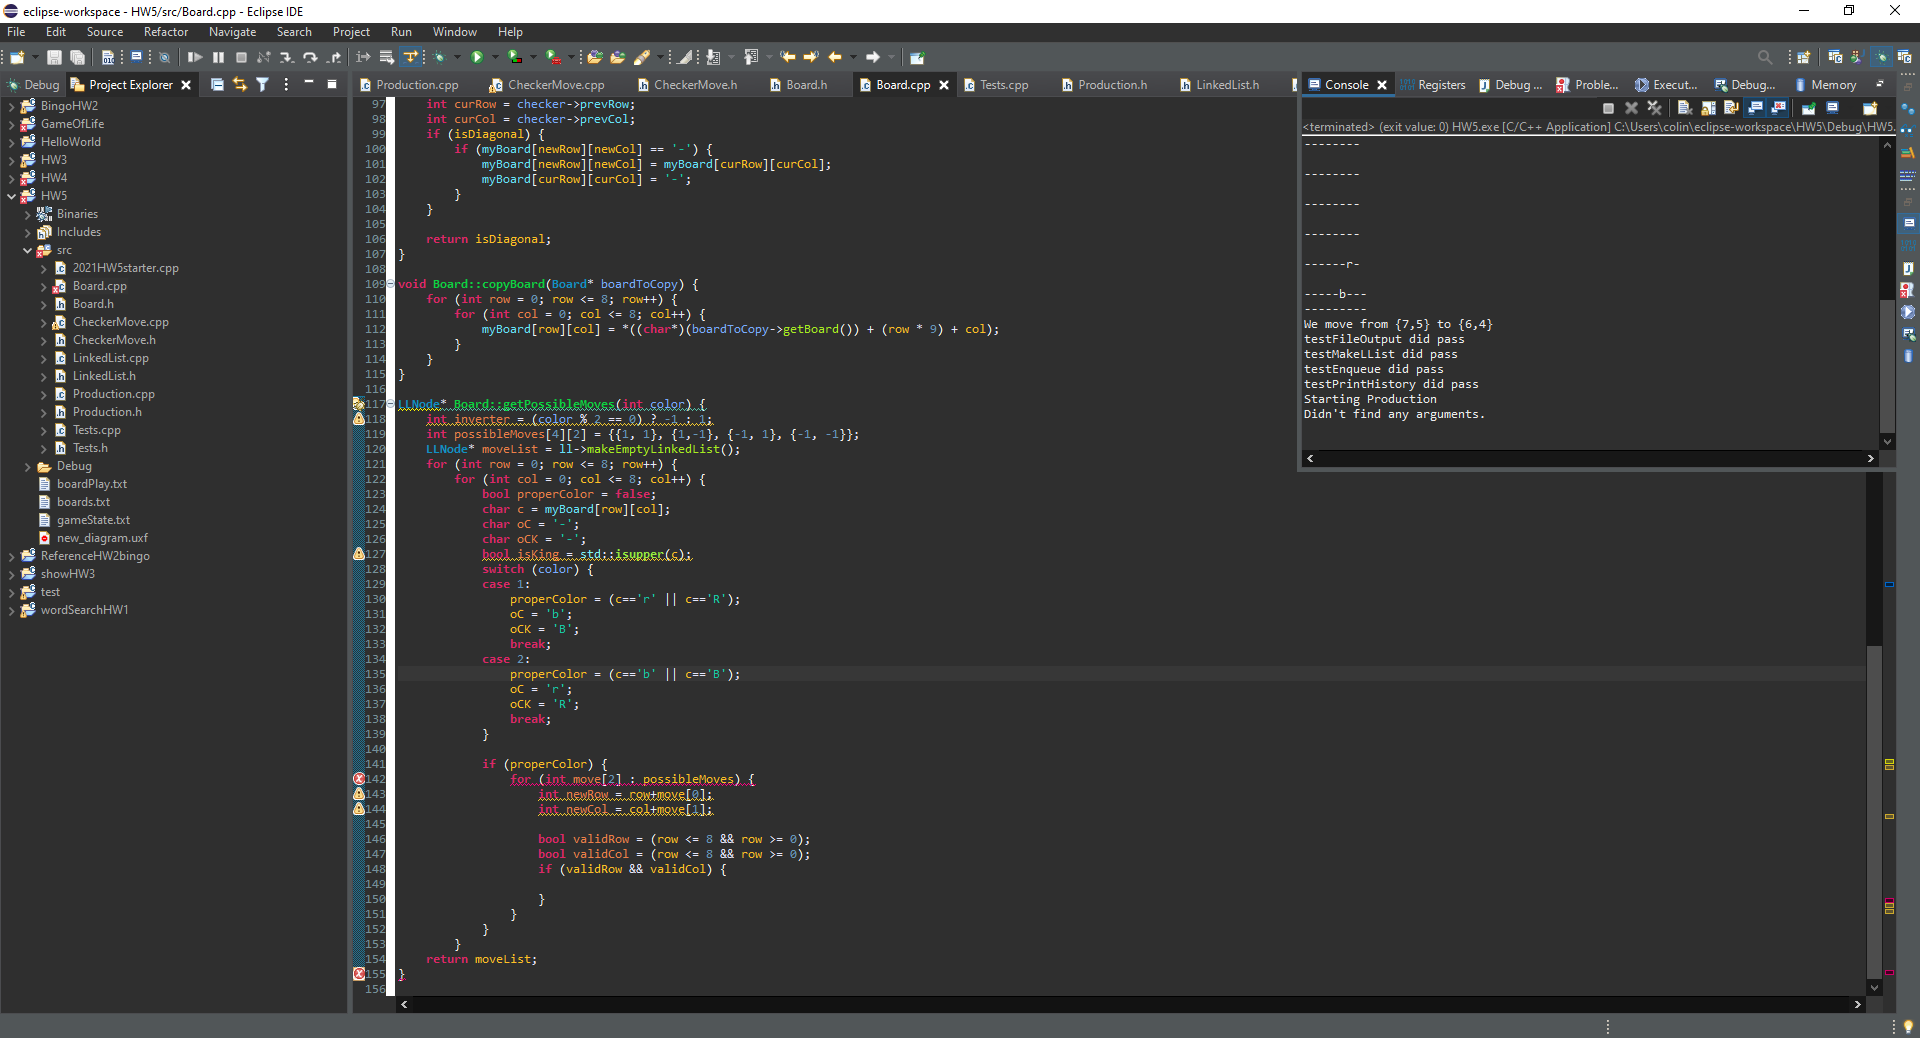 eclipse-workspace - HW5/src/Board.cpp - Eclipse IDE
File Edit Source Refactor Navigate Search Project Run Window Help
Debug Project Explorer
BingoHW2
GameOfLife
HelloWorld
HW3
HW4
HW5
Binaries
Includes
src
2021HW5starter.cpp
Board.cpp
Board.h
CheckerMove.cpp
CheckerMove.h
LinkedList.cpp
LinkedList.h
Production.cpp
Production.h
Tests.cpp
Tests.h
Debug
boardPlay.txt
boards.txt
gameState.txt
new_diagram.uxf
ReferenceHW2bingo
showHW3
test
wordSearchHW1
Production.cpp CheckerMove.cpp CheckerMove.h Board.h Board.cpp Tests.cpp Production.h LinkedList.h
97 int curRow = checker->prevRow;
98 int curCol = checker->prevCol;
99 if (isDiagonal) {
100 if (myBoard[newRow][newCol] == '-') {
101 myBoard[newRow][newCol] = myBoard[curRow][curCol];
102 myBoard[curRow][curCol] = '-';
103 }
104 }
105
106 return isDiagonal;
107 }
108
109 void Board::copyBoard(Board* boardToCopy) {
110 for (int row = 0; row <= 8; row++) {
111 for (int col = 0; col <= 8; col++) {
112 myBoard[row][col] = *((char*)(boardToCopy->getBoard()) + (row * 9) + col);
113 }
114 }
115 }
116
117 LLNode* Board::getPossibleMoves(int color) {
118 int inverter = (color % 2 == 0) ? -1 : 1;
119 int possibleMoves[4][2] = {{1, 1}, {1,-1}, {-1, 1}, {-1, -1}};
120 LLNode* moveList = ll->makeEmptyLinkedList();
121 for (int row = 0; row <= 8; row++) {
122 for (int col = 0; col <= 8; col++) {
123 bool properColor = false;
124 char c = myBoard[row][col];
125 char oC = '-';
126 char oCK = '-';
127 bool isKing = std::isupper(c);
128 switch (color) {
129 case 1:
130 properColor = (c=='r' || c=='R');
131 oC = 'b';
132 oCK = 'B';
133 break;
134 case 2:
135 properColor = (c=='b' || c=='B');
136 oC = 'r';
137 oCK = 'R';
138 break;
139 }
140
141 if (properColor) {
142 for (int move[2] : possibleMoves) {
143 int newRow = row+move[0];
144 int newCol = col+move[1];
145
146 bool validRow = (row <= 8 && row >= 0);
147 bool validCol = (row <= 8 && row >= 0);
148 if (validRow && validCol) {
149
150 }
151 }
152 }
153 }
154 return moveList;
155 }
156
Console Registers Debug ... Proble... Execut... Debug... Memory
<terminated> (exit value: 0) HW5.exe [C/C++ Application] C:\Users\colin\eclipse-workspace\HW5\Debug\HW5.
--------
--------
--------
--------
------r-
-----b---
---------
We move from {7,5} to {6,4}
testFileOutput did pass
testMakeLList did pass
testEnqueue did pass
testPrintHistory did pass
Starting Production
Didn't find any arguments.